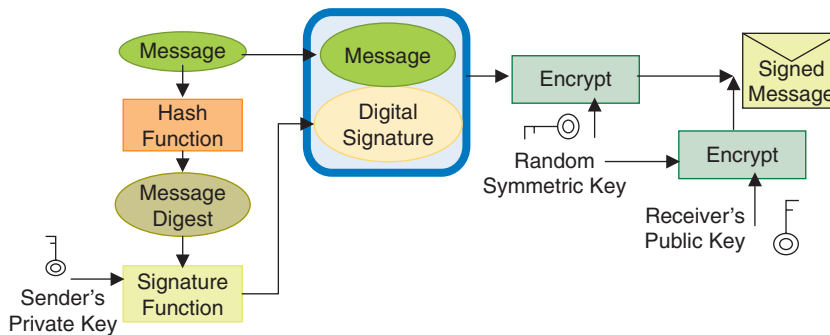 Message
Hash
Function
Message
Digest
Signature
Function
Sender's
Private Key
Message
Digital
Signature
Encrypt
Random
Symmetric Key
Encrypt
Receiver's
Public Key
Signed
Message